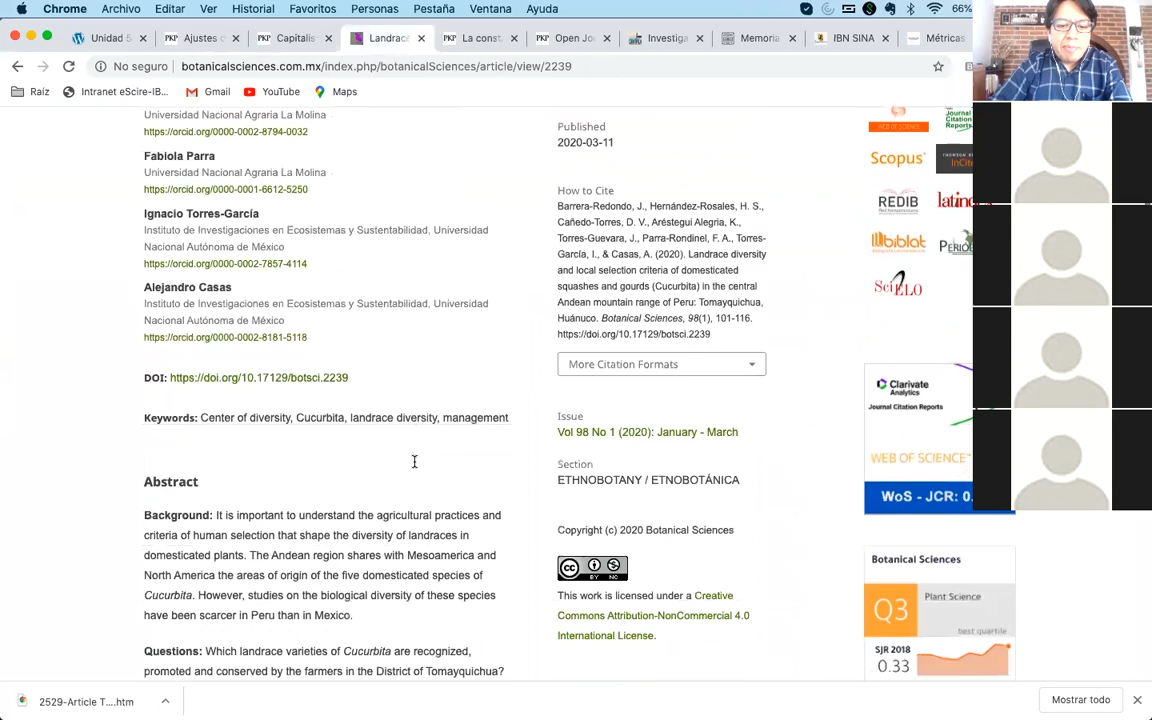 Chrome Archivo Editar Ver Historial Favoritos Personas Pestaña Ventana Ayuda 66%
Unidad 5 Ajustes Capitalis Landrace La const. Open Jo Investiga Memoria IBN SINA Métricas
No seguro botanicalsciences.com.mx/index.php/botanicalSciences/article/view/2239
Raíz Intranet eScire-IB... Gmail YouTube Maps
Universidad Nacional Agraria La Molina
https://orcid.org/0000-0002-8794-0032
Fabiola Parra
Universidad Nacional Agraria La Molina
https://orcid.org/0000-0001-6612-5250
Ignacio Torres-García
Instituto de Investigaciones en Ecosistemas y Sustentabilidad, Universidad
Nacional Autónoma de México
https://orcid.org/0000-0002-7857-4114
Alejandro Casas
Instituto de Investigaciones en Ecosistemas y Sustentabilidad, Universidad
Nacional Autónoma de México
https://orcid.org/0000-0002-8181-5118
DOI: https://doi.org/10.17129/botsci.2239
Keywords: Center of diversity, Cucurbita, landrace diversity, management
Abstract
Background: It is important to understand the agricultural practices and
criteria of human selection that shape the diversity of landraces in
domesticated plants. The Andean region shares with Mesoamerica and
North America the areas of origin of the five domesticated species of
Cucurbita. However, studies on the biological diversity of these species
have been scarcer in Peru than in Mexico.
Questions: Which landrace varieties of Cucurbita are recognized,
promoted and conserved by the farmers in the District of Tomayquichua?
Published
2020-03-11
How to Cite
Barrera-Redondo, J., Hernández-Rosales, H. S.,
Cañedo-Torres, D. V., Aréstegui Alegria, K.,
Torres-Guevara, J., Parra-Rondinel, F. A., Torres-
García, I., & Casas, A. (2020). Landrace diversity
and local selection criteria of domesticated
squashes and gourds (Cucurbita) in the central
Andean mountain range of Peru: Tomayquichua,
Huánuco. Botanical Sciences, 98(1), 101-116.
https://doi.org/10.17129/botsci.2239
More Citation Formats
Issue
Vol 98 No 1 (2020): January - March
Section
ETHNOBOTANY / ETNOBOTÁNICA
Copyright (c) 2020 Botanical Sciences
CC BY NC
This work is licensed under a Creative
Commons Attribution-NonCommercial 4.0
International License.
WEB OF SCIENCE
Journal
Citation
Reports
Scopus
REDIB
biblat
SciELO
Clarivate
Analytics
Journal Citation Reports
WEB OF SCIENCE
WoS - JCR: 0.
Botanical Sciences
Q3 Plant Science
best quartile
SJR 2018
0.33
2529-Article T....htm
Mostrar todo